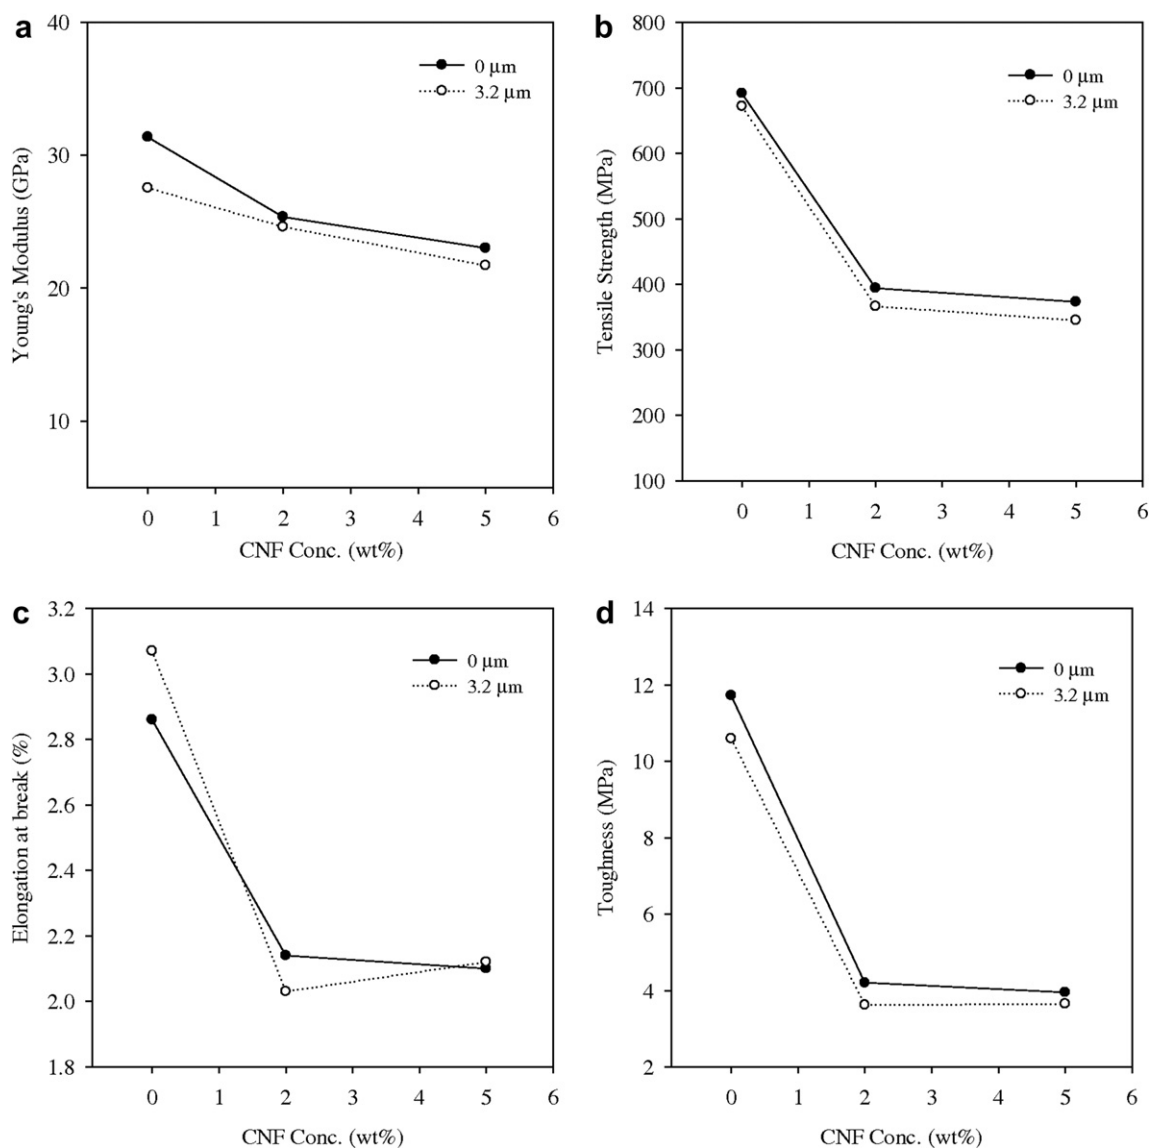 a
40
30
20
10
Young's Modulus (GPa)
0 μm
3.2 μm
0 1 2 3 4 5 6
CNF Conc. (wt%)
b
800
700
600
500
400
300
200
100
Tensile Strength (MPa)
0 μm
3.2 μm
0 1 2 3 4 5 6
CNF Conc. (wt%)
c
3.2
3.0
2.8
2.6
2.4
2.2
2.0
1.8
Elongation at break (%)
0 μm
3.2 μm
0 1 2 3 4 5 6
CNF Conc. (wt%)
d
14
12
10
8
6
4
2
Toughness (MPa)
0 μm
3.2 μm
0 1 2 3 4 5 6
CNF Conc. (wt%)